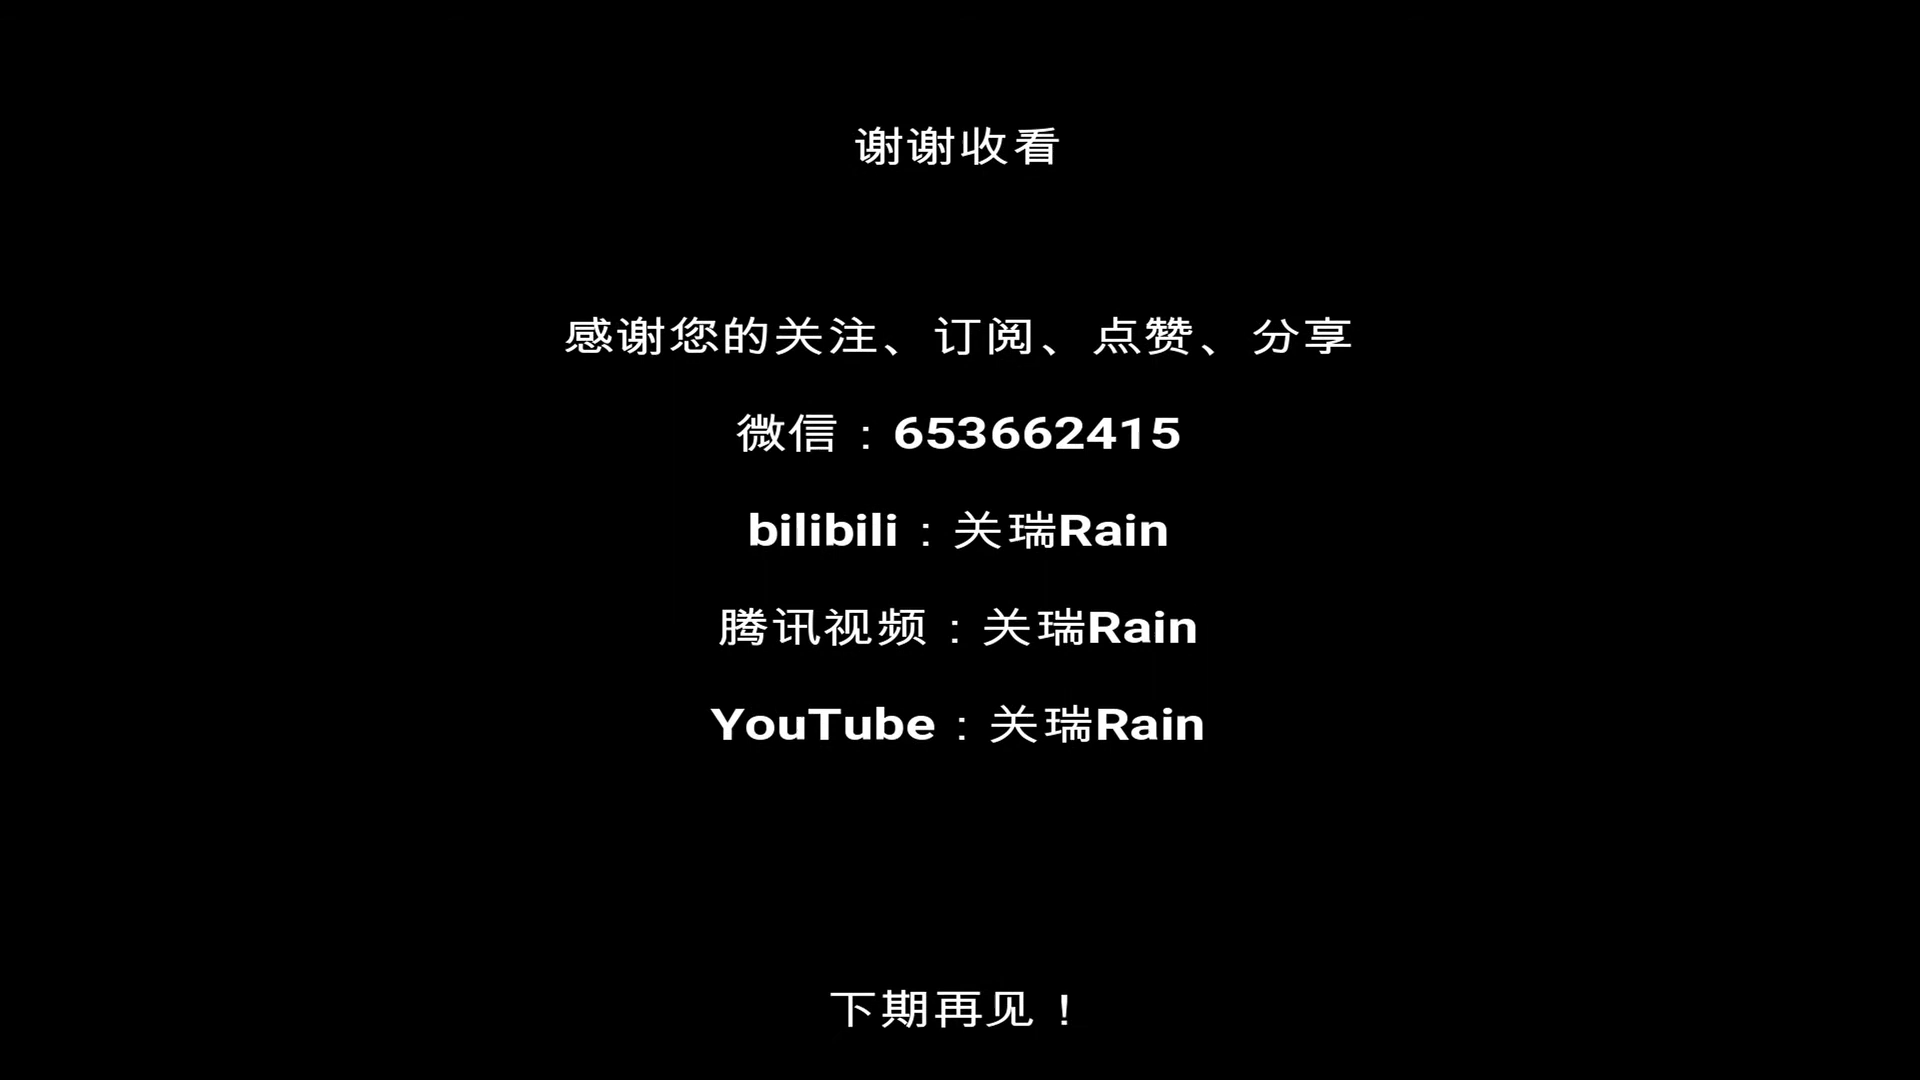 谢谢收看
感谢您的关注、订阅、点赞、分享
微信：653662415
bilibili：关瑞Rain
腾讯视频：关瑞Rain
YouTube：关瑞Rain
下期再见！